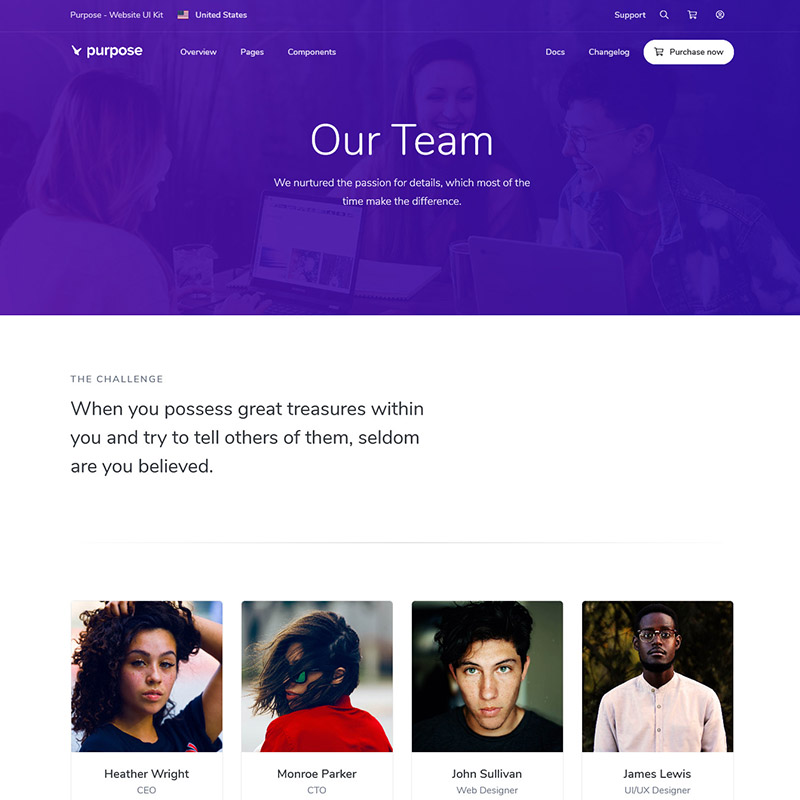 Purpose - Website UI Kit United States Support
purpose Overview Pages Components Docs Changelog Purchase now
Our Team
We nurtured the passion for details, which most of the
time make the difference.
THE CHALLENGE
When you possess great treasures within
you and try to tell others of them, seldom
are you believed.
Heather Wright Monroe Parker John Sullivan James Lewis
CEO CTO Web Designer UI/UX Designer